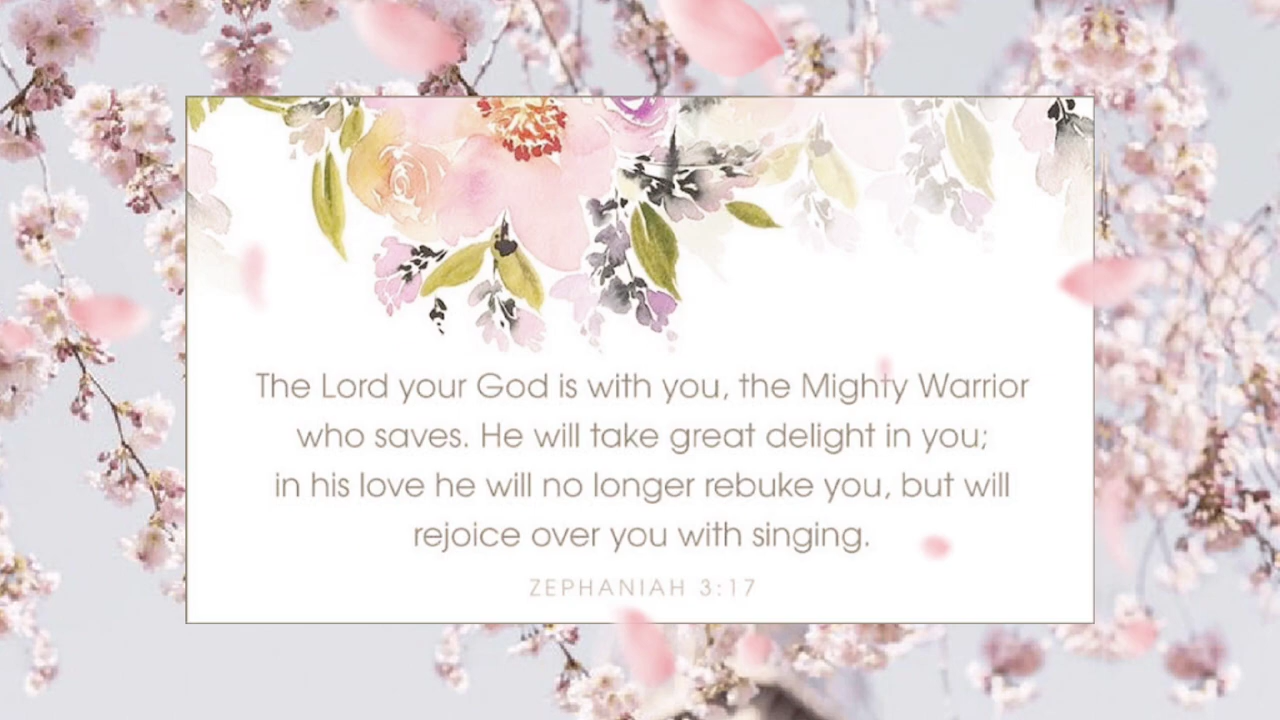 The Lord your God is with you, the Mighty Warrior
who saves. He will take great delight in you;
in his love he will no longer rebuke you, but will
rejoice over you with singing.
ZEPHANIAH 3:17